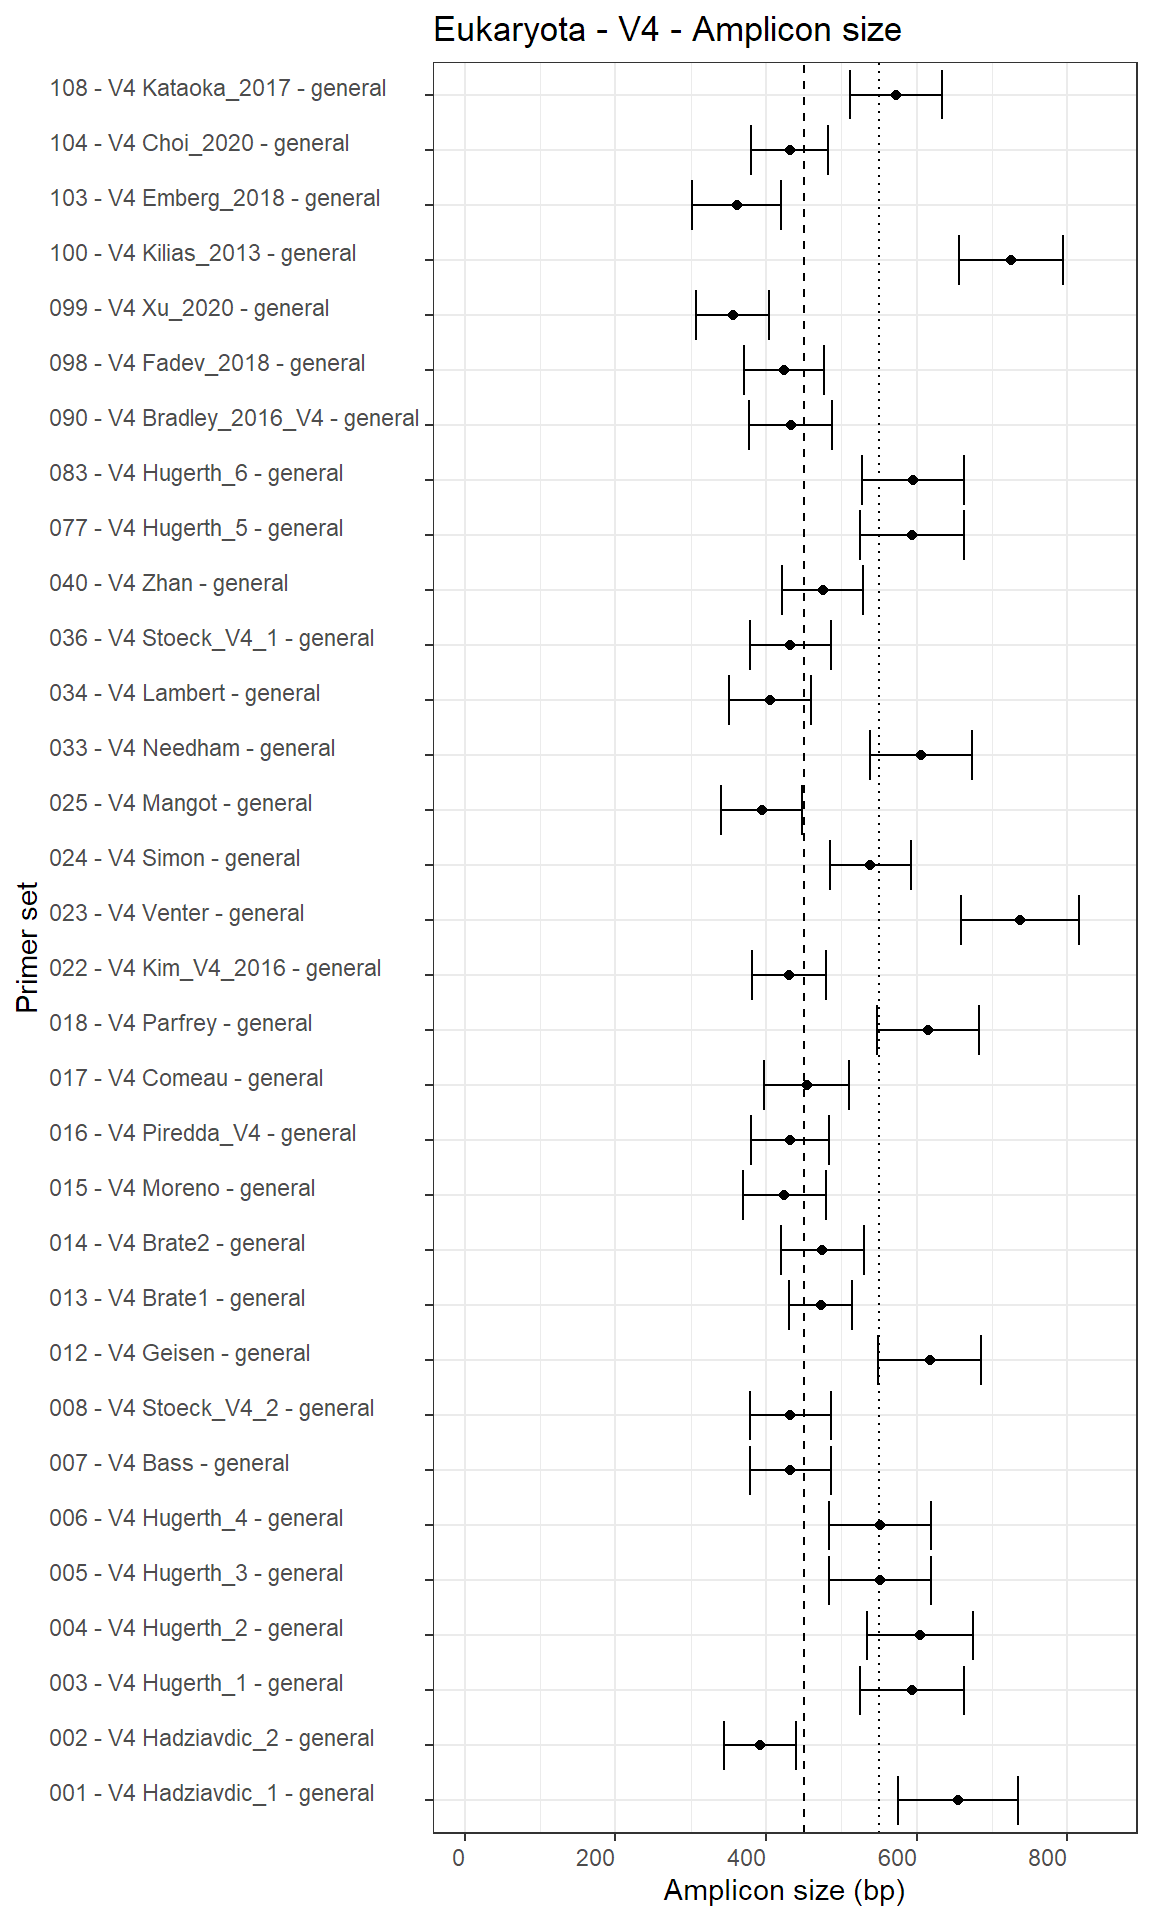 Eukaryota - V4 - Amplicon size
108 - V4 Kataoka_2017 - general
104 - V4 Choi_2020 - general
103 - V4 Emberg_2018 - general
100 - V4 Kilias_2013 - general
099 - V4 Xu_2020 - general
098 - V4 Fadev_2018 - general
090 - V4 Bradley_2016_V4 - general
083 - V4 Hugerth_6 - general
077 - V4 Hugerth_5 - general
040 - V4 Zhan - general
036 - V4 Stoeck_V4_1 - general
034 - V4 Lambert - general
033 - V4 Needham - general
025 - V4 Mangot - general
024 - V4 Simon - general
023 - V4 Venter - general
022 - V4 Kim_V4_2016 - general
018 - V4 Parfrey - general
017 - V4 Comeau - general
016 - V4 Piredda_V4 - general
015 - V4 Moreno - general
014 - V4 Brate2 - general
013 - V4 Brate1 - general
012 - V4 Geisen - general
008 - V4 Stoeck_V4_2 - general
007 - V4 Bass - general
006 - V4 Hugerth_4 - general
005 - V4 Hugerth_3 - general
004 - V4 Hugerth_2 - general
003 - V4 Hugerth_1 - general
002 - V4 Hadziavdic_2 - general
001 - V4 Hadziavdic_1 - general
Primer set
0 200 400 600 800
Amplicon size (bp)